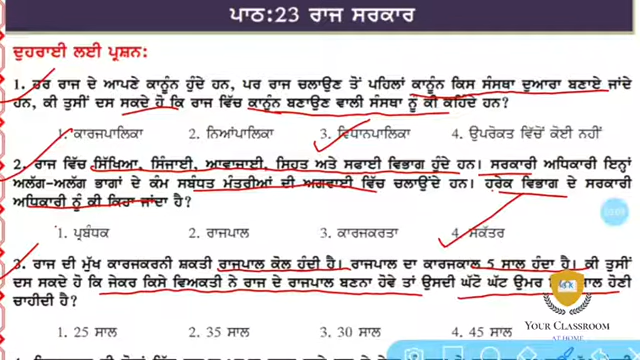 ਪਾਠ:23 ਰਾਜ ਸਰਕਾਰ
ਦੁਹਰਾਈ ਲਈ ਪ੍ਰਸ਼ਨ:
1. ਹਰ ਰਾਜ ਦੇ ਆਪਣੇ ਕਾਨੂੰਨ ਹੁੰਦੇ ਹਨ, ਪਰ ਰਾਜ ਚਲਾਉਣ ਤੋਂ ਪਹਿਲਾਂ ਕਾਨੂੰਨ ਕਿਸ ਸੰਸਥਾ ਦੁਆਰਾ ਬਣਾਏ ਜਾਂਦੇ
ਹਨ, ਕੀ ਤੁਸੀਂ ਦਸ ਸਕਦੇ ਹੋ ਕਿ ਰਾਜ ਵਿੱਚ ਕਾਨੂੰਨ ਬਣਾਉਣ ਵਾਲੀ ਸੰਸਥਾ ਨੂੰ ਕੀ ਕਹਿੰਦੇ ਹਨ?
1. ਕਾਰਜਪਾਲਿਕਾ 2. ਨਿਆਂਪਾਲਿਕਾ 3. ਵਿਧਾਨਪਾਲਿਕਾ 4. ਉਪਰੋਕਤ ਵਿੱਚੋਂ ਕੋਈ ਨਹੀਂ
2. ਰਾਜ ਵਿੱਚ ਸਿੱਖਿਆ, ਸਿੰਜਾਈ, ਆਵਾਜਾਈ, ਸਿਹਤ ਅਤੇ ਸਫਾਈ ਵਿਭਾਗ ਹੁੰਦੇ ਹਨ। ਸਰਕਾਰੀ ਅਧਿਕਾਰੀ ਇਨ੍ਹਾਂ
ਅਲੱਗ-ਅਲੱਗ ਭਾਗਾਂ ਦੇ ਕੰਮ ਸਬੰਧਤ ਮੰਤਰੀਆਂ ਦੀ ਅਗਵਾਈ ਵਿੱਚ ਚਲਾਉਂਦੇ ਹਨ। ਹਰੇਕ ਵਿਭਾਗ ਦੇ ਸਰਕਾਰੀ
ਅਧਿਕਾਰੀ ਨੂੰ ਕੀ ਕਿਹਾ ਜਾਂਦਾ ਹੈ?
1. ਪ੍ਰਬੰਧਕ 2. ਰਾਜਪਾਲ 3. ਕਾਰਜਕਰਤਾ 4. ਸਕੱਤਰ
3. ਰਾਜ ਦੀ ਮੁੱਖ ਕਾਰਜਕਰਨੀ ਸ਼ਕਤੀ ਰਾਜਪਾਲ ਕੋਲ ਹੁੰਦੀ ਹੈ। ਰਾਜਪਾਲ ਦਾ ਕਾਰਜਕਾਲ 5 ਸਾਲ ਹੁੰਦਾ ਹੈ। ਕੀ ਤੁਸੀਂ
ਦਸ ਸਕਦੇ ਹੋ ਕਿ ਜੇਕਰ ਕਿਸੇ ਵਿਅਕਤੀ ਨੇ ਰਾਜ ਦੇ ਰਾਜਪਾਲ ਬਣਨਾ ਹੋਵੇ ਤਾਂ ਉਸਦੀ ਘੱਟੋ ਘੱਟ ਉਮਰ ਸਾਲ ਹੋਣੀ
ਚਾਹੀਦੀ ਹੈ?
1. 25 ਸਾਲ 2. 35 ਸਾਲ 3. 30 ਸਾਲ 4. 45 ਸਾਲ
YOUR CLASSROOM
AT HOME